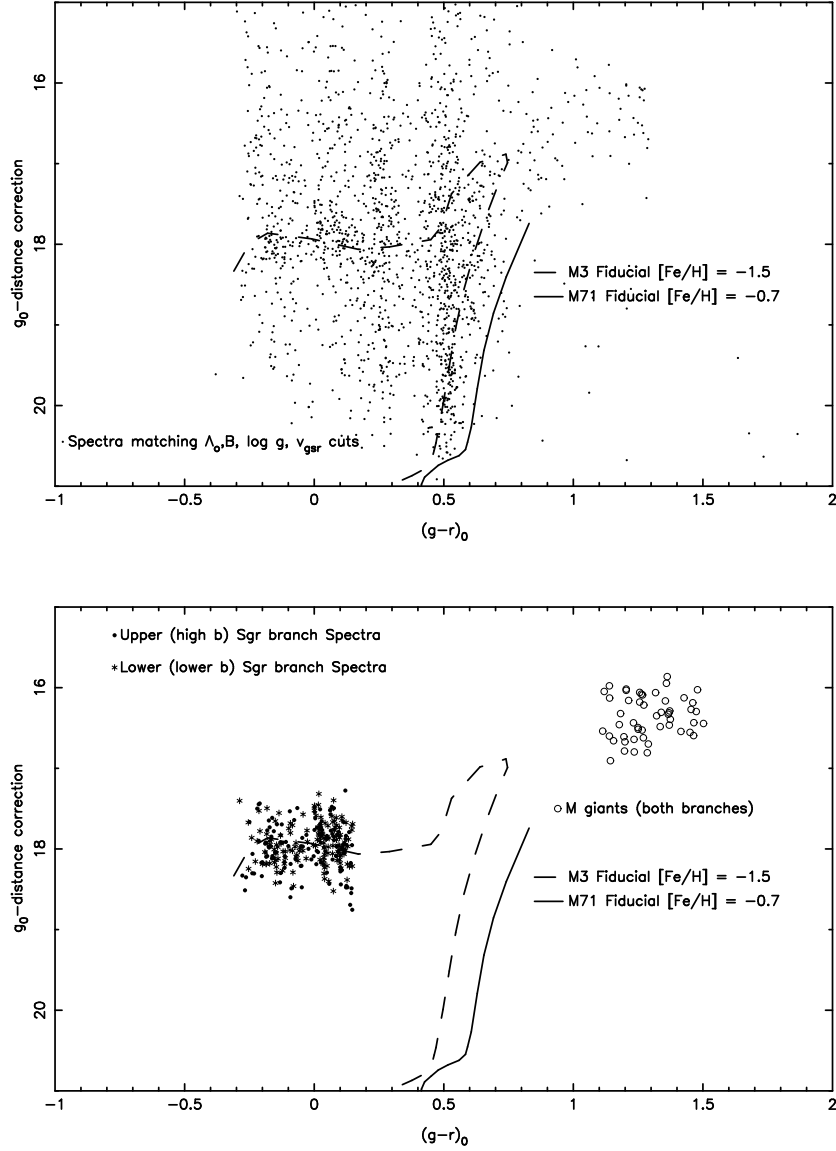 16
18
20
g0-distance correction
M3 Fiducial [Fe/H] = -1.5
M71 Fiducial [Fe/H] = -0.7
Spectra matching Λo,B, log g, vgsr cuts
-1 -0.5 0 0.5 1 1.5 2
(g-r)0
Upper (high b) Sgr branch Spectra
Lower (lower b) Sgr branch Spectra
16
18
20
g0-distance correction
M giants (both branches)
M3 Fiducial [Fe/H] = -1.5
M71 Fiducial [Fe/H] = -0.7
-1 -0.5 0 0.5 1 1.5 2
(g-r)0